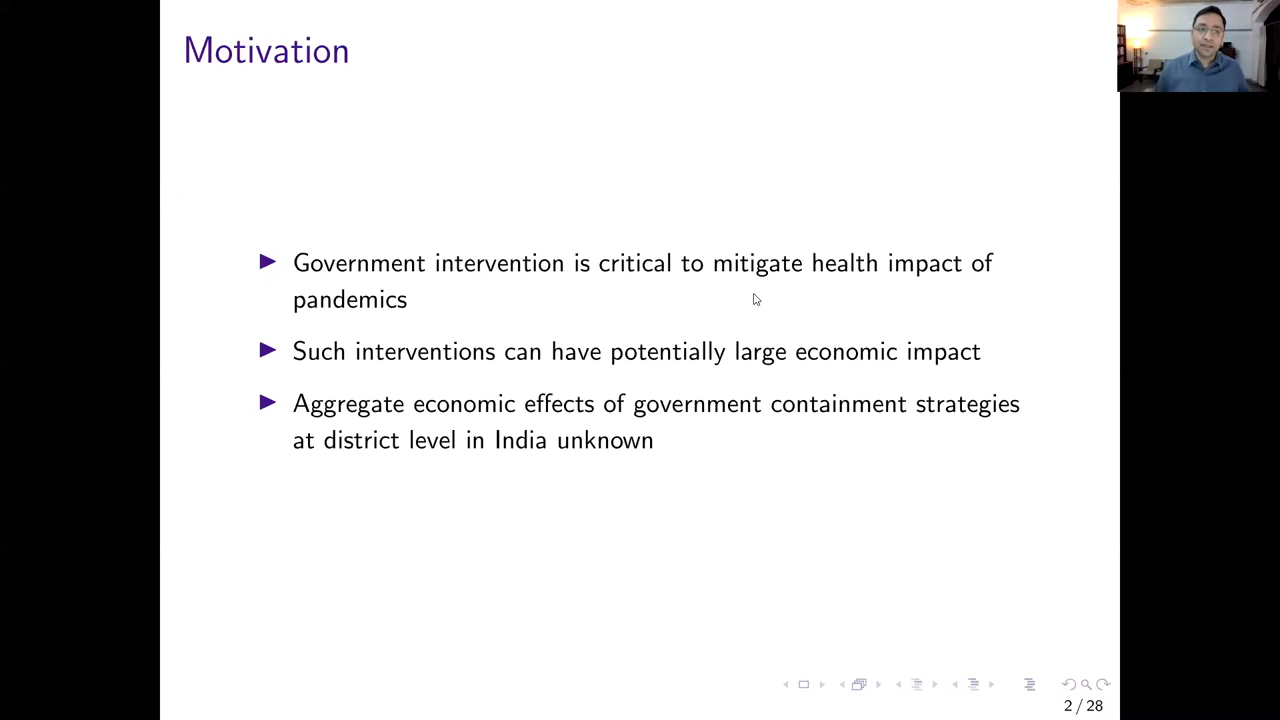 Motivation
Government intervention is critical to mitigate health impact of
pandemics
Such interventions can have potentially large economic impact
Aggregate economic effects of government containment strategies
at district level in India unknown
2 / 28